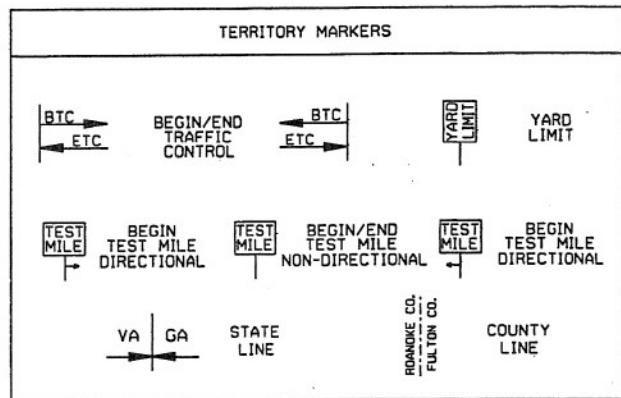 TERRITORY MARKERS
BTC
ETC
BEGIN/END
TRAFFIC
CONTROL
BTC
ETC
YARD
LIMIT
YARD
LIMIT
TEST
MILE
BEGIN
TEST MILE
DIRECTIONAL
TEST
MILE
BEGIN/END
TEST MILE
NON-DIRECTIONAL
TEST
MILE
BEGIN
TEST MILE
DIRECTIONAL
VA
GA
STATE
LINE
ROANOKE CO.
FULTON CO.
COUNTY
LINE